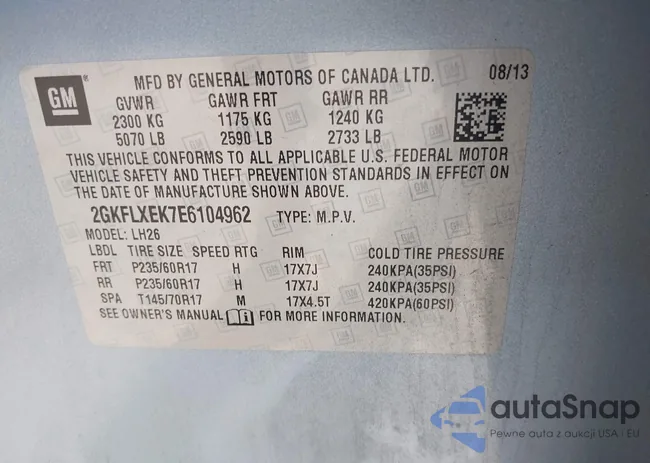 GM
MFD BY GENERAL MOTORS OF CANADA LTD. 08/13
GVWR GAWR FRT GAWR RR
2300 KG 1175 KG 1240 KG
5070 LB 2590 LB 2733 LB
THIS VEHICLE CONFORMS TO ALL APPLICABLE U.S. FEDERAL MOTOR
VEHICLE SAFETY AND THEFT PREVENTION STANDARDS IN EFFECT ON
THE DATE OF MANUFACTURE SHOWN ABOVE.
2GKFLXEK7E6104962 TYPE: M.P.V.
MODEL: LH26
LBDL TIRE SIZE SPEED RTG RIM COLD TIRE PRESSURE
FRT P235/60R17 H 17X7J 240KPA(35PSI)
RR P235/60R17 H 17X7J 240KPA(35PSI)
SPA T145/70R17 M 17X4.5T 420KPA(60PSI)
SEE OWNER'S MANUAL FOR MORE INFORMATION.
autaSnap
Pewne auta z aukcji USA - EU